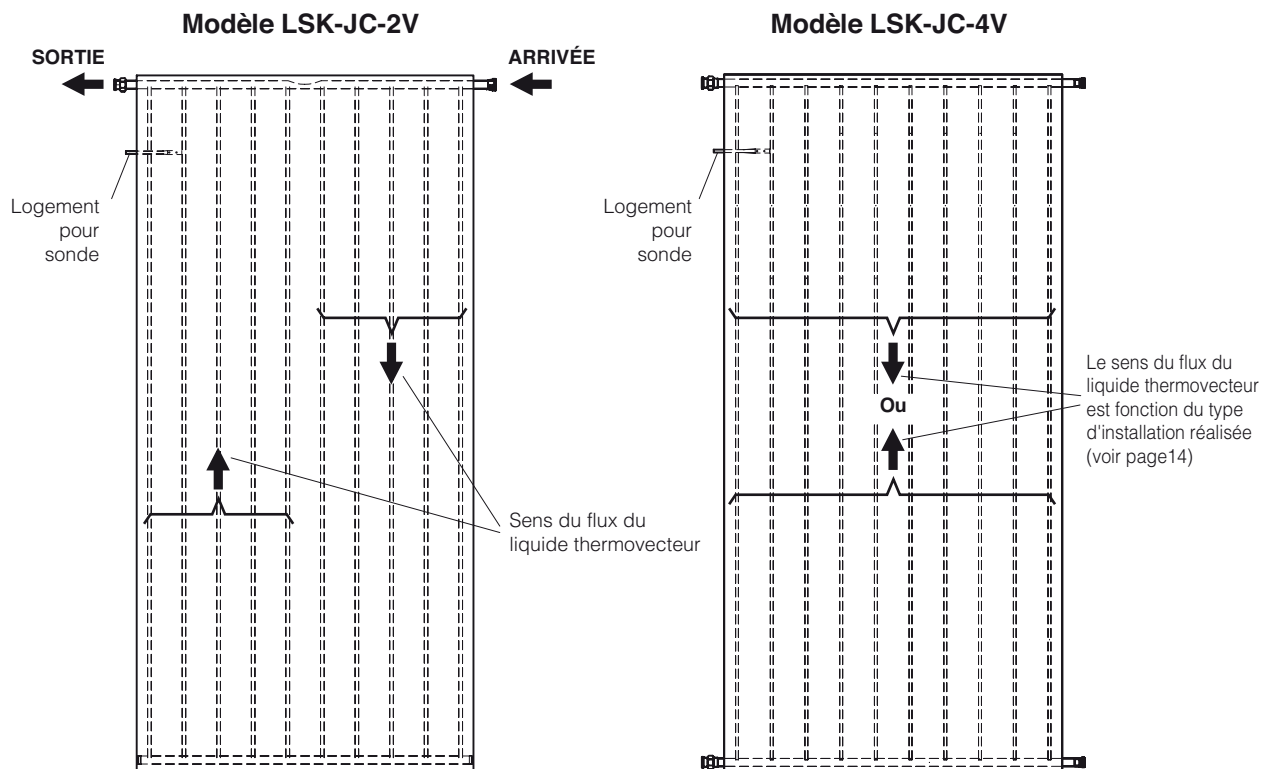 Modèle LSK-JC-2V
SORTIE
ARRIVÉE
Logement
pour
sonde
Sens du flux du
liquide thermovecteur
Modèle LSK-JC-4V
Logement
pour
sonde
Ou
Le sens du flux du
liquide thermovecteur
est fonction du type
d'installation réalisée
(voir page14)